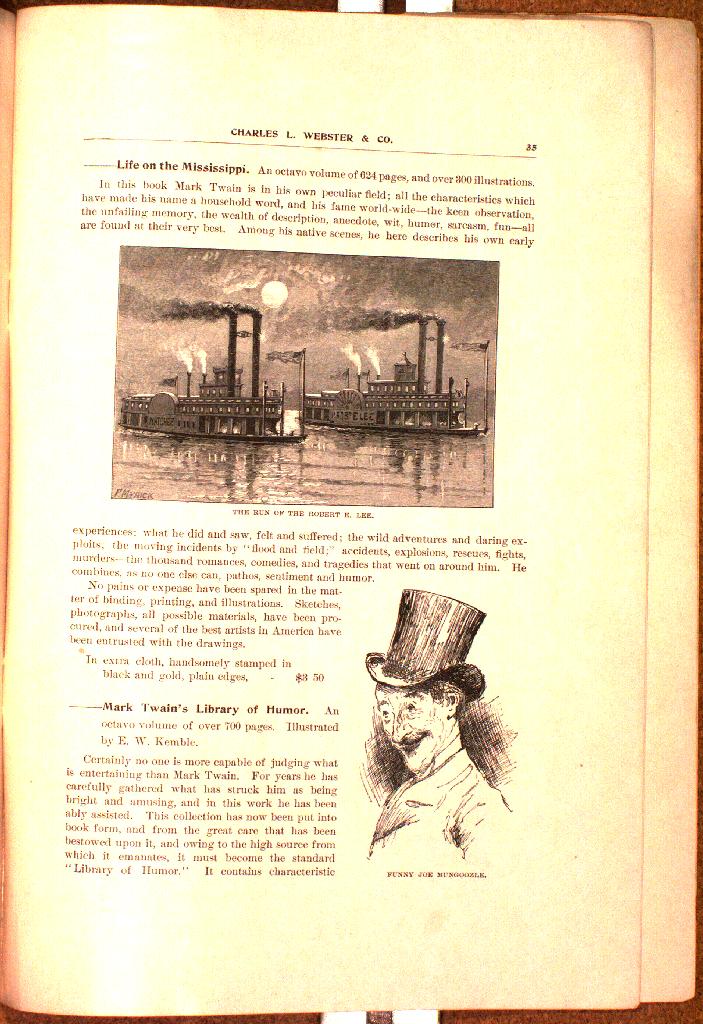 CHARLES L. WEBSTER & CO.
35
——Life on the Mississippi. An octavo volume of 624 pages, and over 300 illustrations.
In this book Mark Twain is in his own peculiar field; all the characteristics which
have made his name a household word, and his fame world-wide—the keen observation,
the unfailing memory, the wealth of description, anecdote, wit, humor, sarcasm, fun—all
are found at their very best. Among his native scenes, he here describes his own early
NATCHEZ
ROBT E. LEE
THE RUN OF THE ROBERT E. LEE.
experiences: what he did and saw, felt and suffered; the wild adventures and daring ex-
ploits, the moving incidents by "flood and field;" accidents, explosions, rescues, fights,
murders—the thousand romances, comedies, and tragedies that went on around him. He
combines, as no one else can, pathos, sentiment and humor.
No pains or expense have been spared in the mat-
ter of binding, printing, and illustrations. Sketches,
photographs, all possible materials, have been pro-
cured, and several of the best artists in America have
been entrusted with the drawings.
In extra cloth, handsomely stamped in
black and gold, plain edges, - $3 50
——Mark Twain's Library of Humor. An
octavo volume of over 700 pages. Illustrated
by E. W. Kemble.
Certainly no one is more capable of judging what
is entertaining than Mark Twain. For years he has
carefully gathered what has struck him as being
bright and amusing, and in this work he has been
ably assisted. This collection has now been put into
book form, and from the great care that has been
bestowed upon it, and owing to the high source from
which it emanates, it must become the standard
"Library of Humor." It contains characteristic
FUNNY JOE MUNGOOZLE.